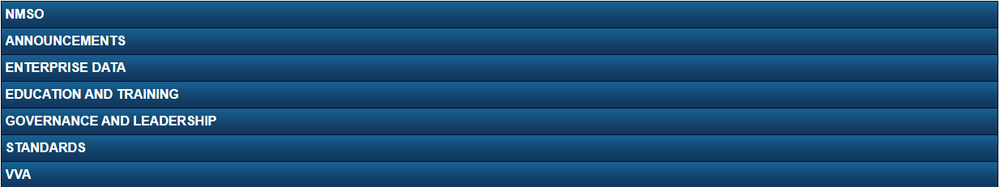 NMSO
ANNOUNCEMENTS
ENTERPRISE DATA
EDUCATION AND TRAINING
GOVERNANCE AND LEADERSHIP
STANDARDS
VVA